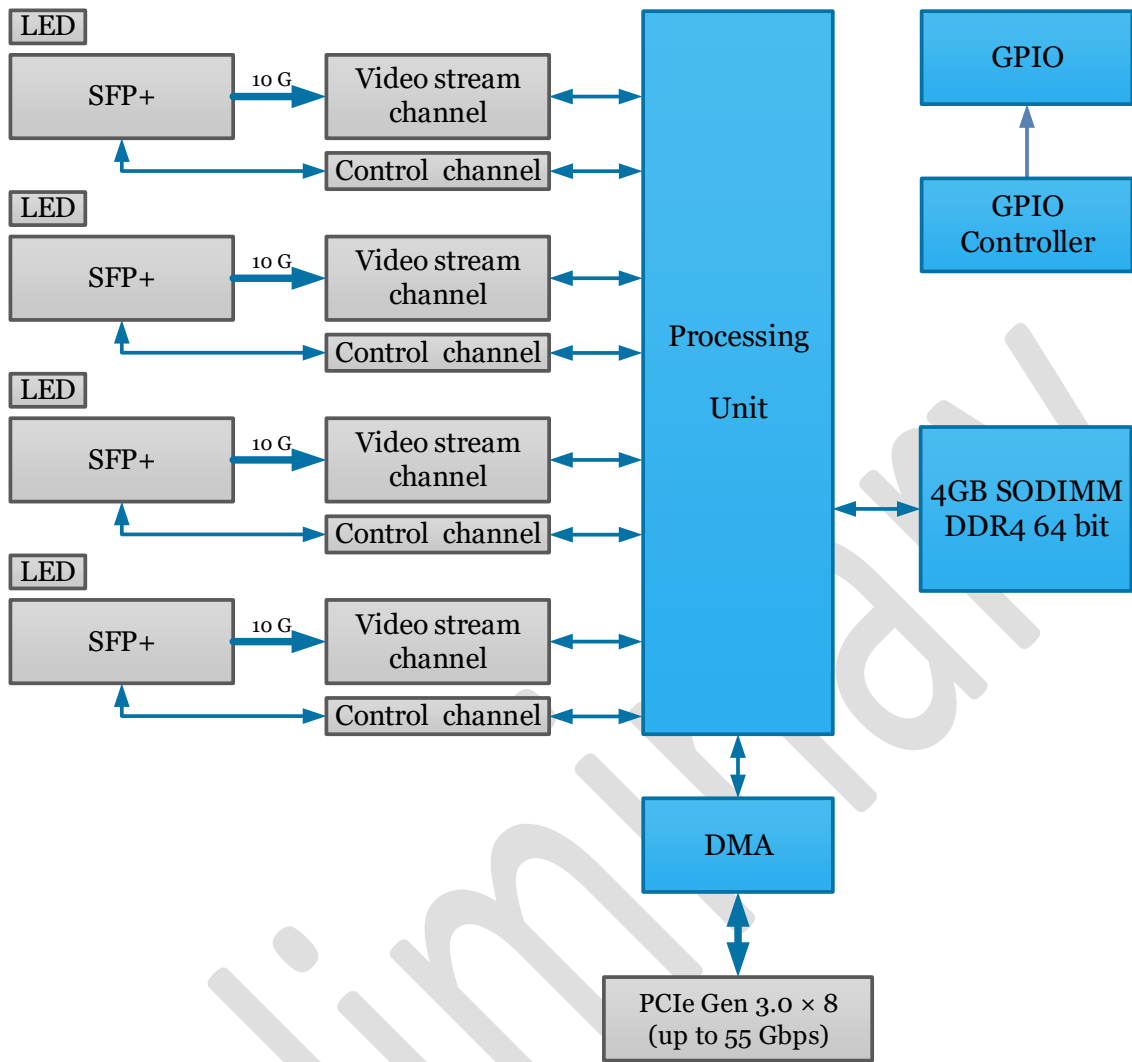 LED
SFP+
10 G
Video stream
channel
Control channel
LED
SFP+
10 G
Video stream
channel
Control channel
LED
SFP+
10 G
Video stream
channel
Control channel
LED
SFP+
10 G
Video stream
channel
Control channel
Processing
Unit
GPIO
GPIO
Controller
4GB SODIMM
DDR4 64 bit
DMA
PCIe Gen 3.0 × 8
(up to 55 Gbps)